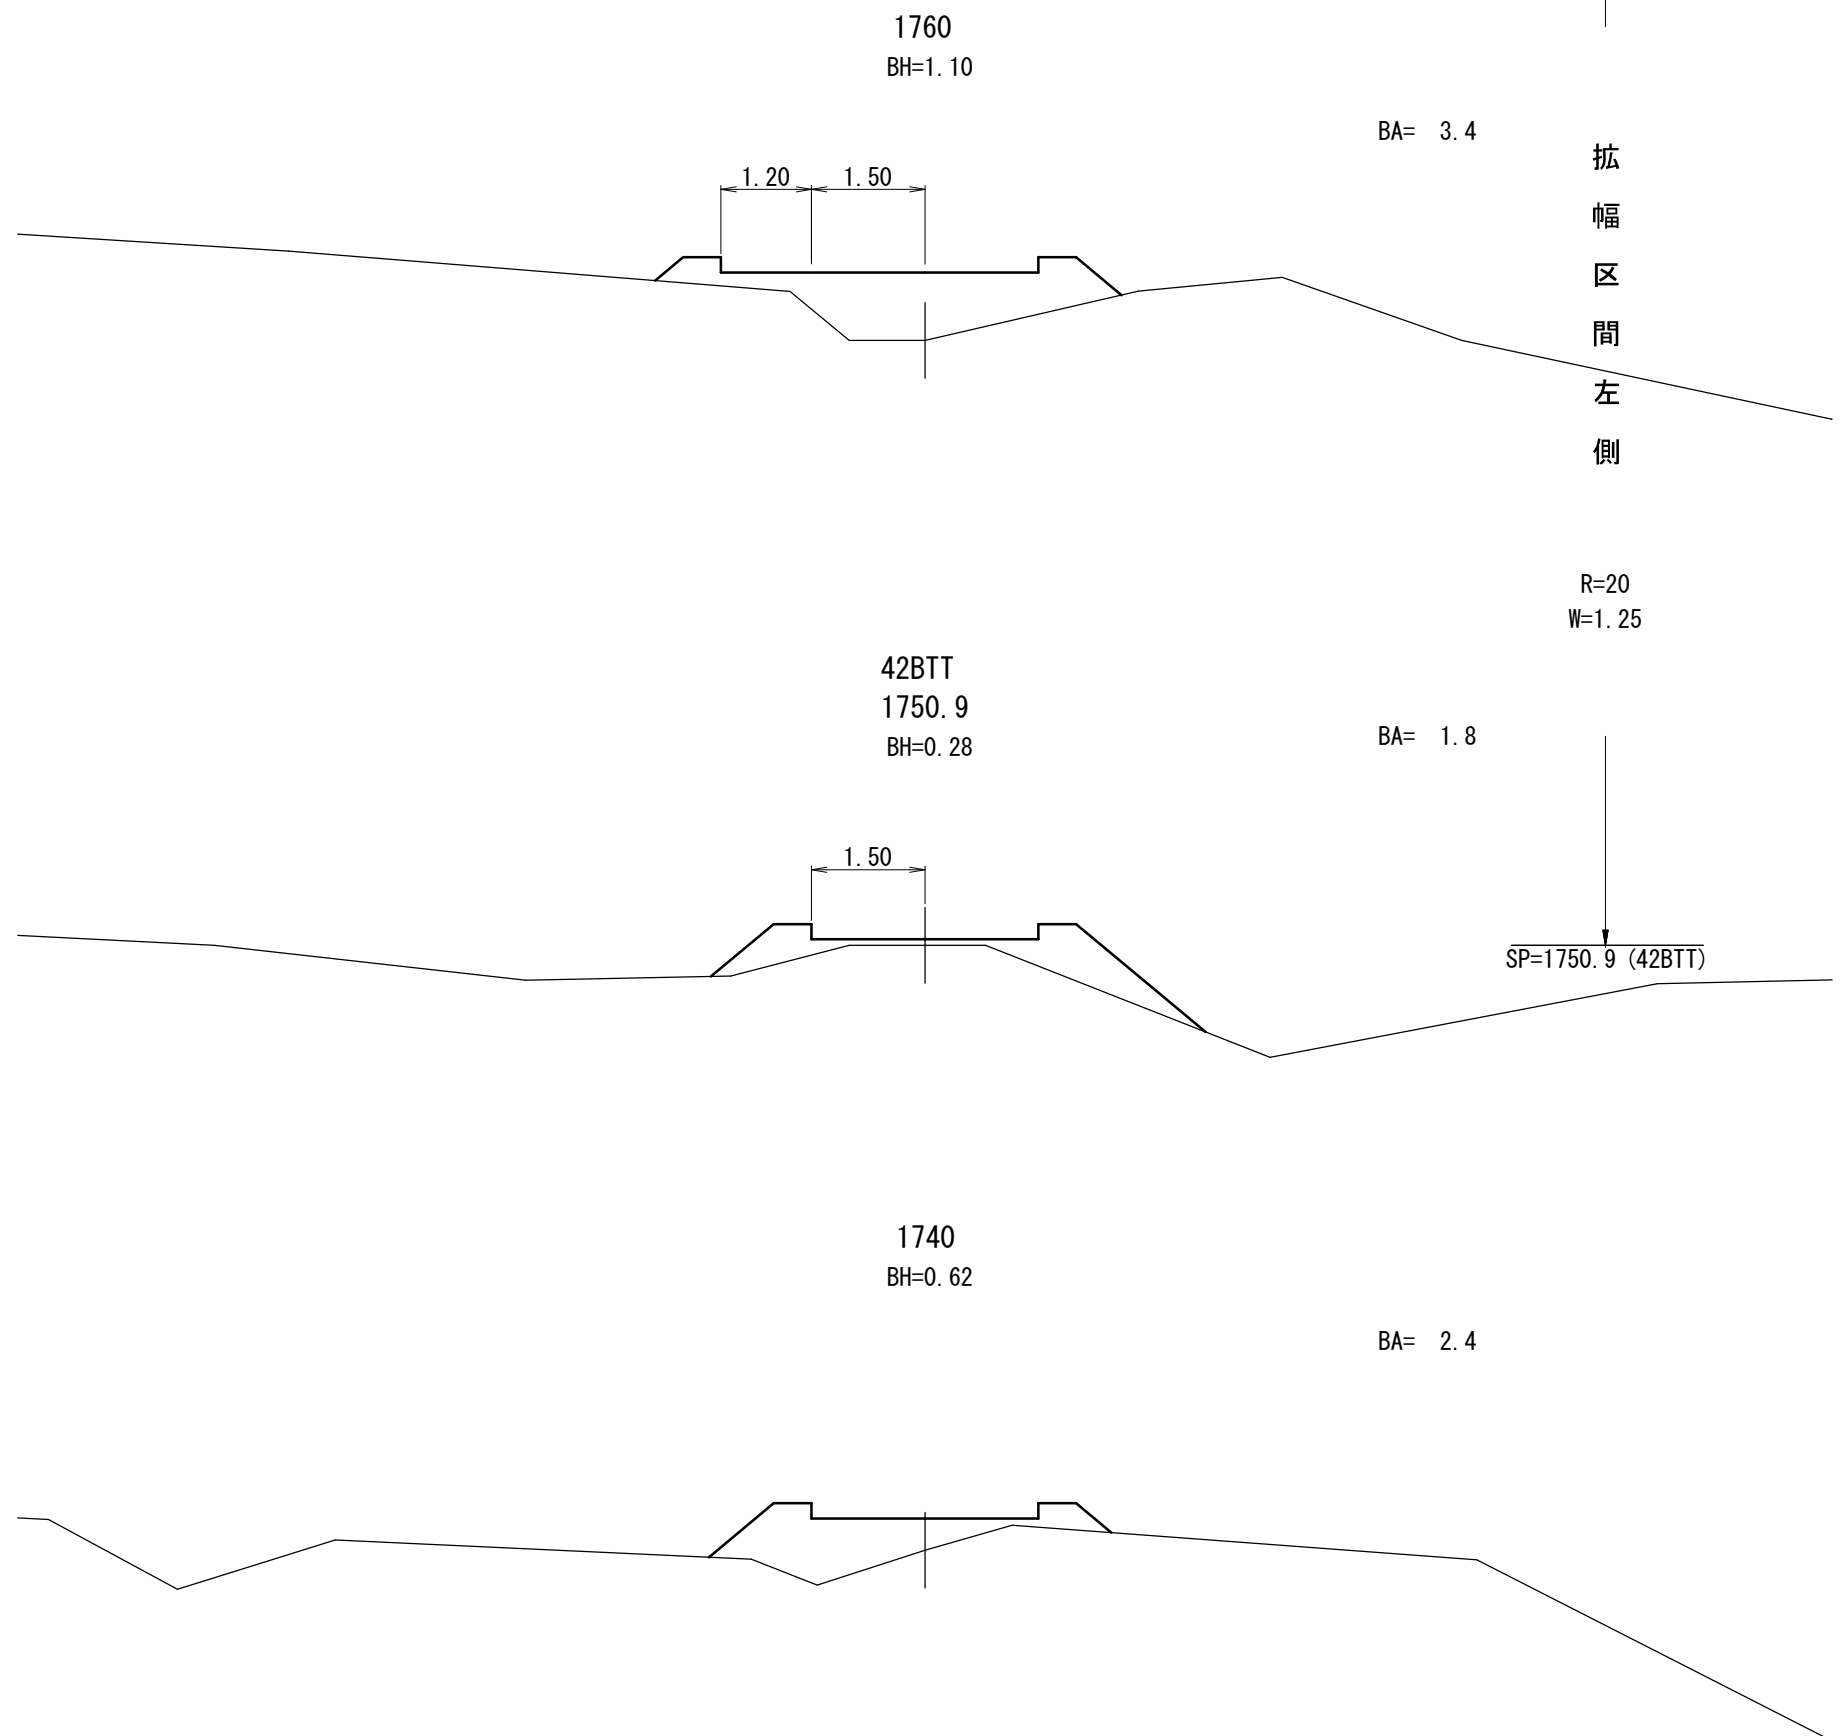 1760
BH=1.10
BA= 3.4
1.20
1.50
拡幅区間左側
R=20
W=1.25
42BTT
1750.9
BH=0.28
BA= 1.8
1.50
SP=1750.9 (42BTT)
1740
BH=0.62
BA= 2.4